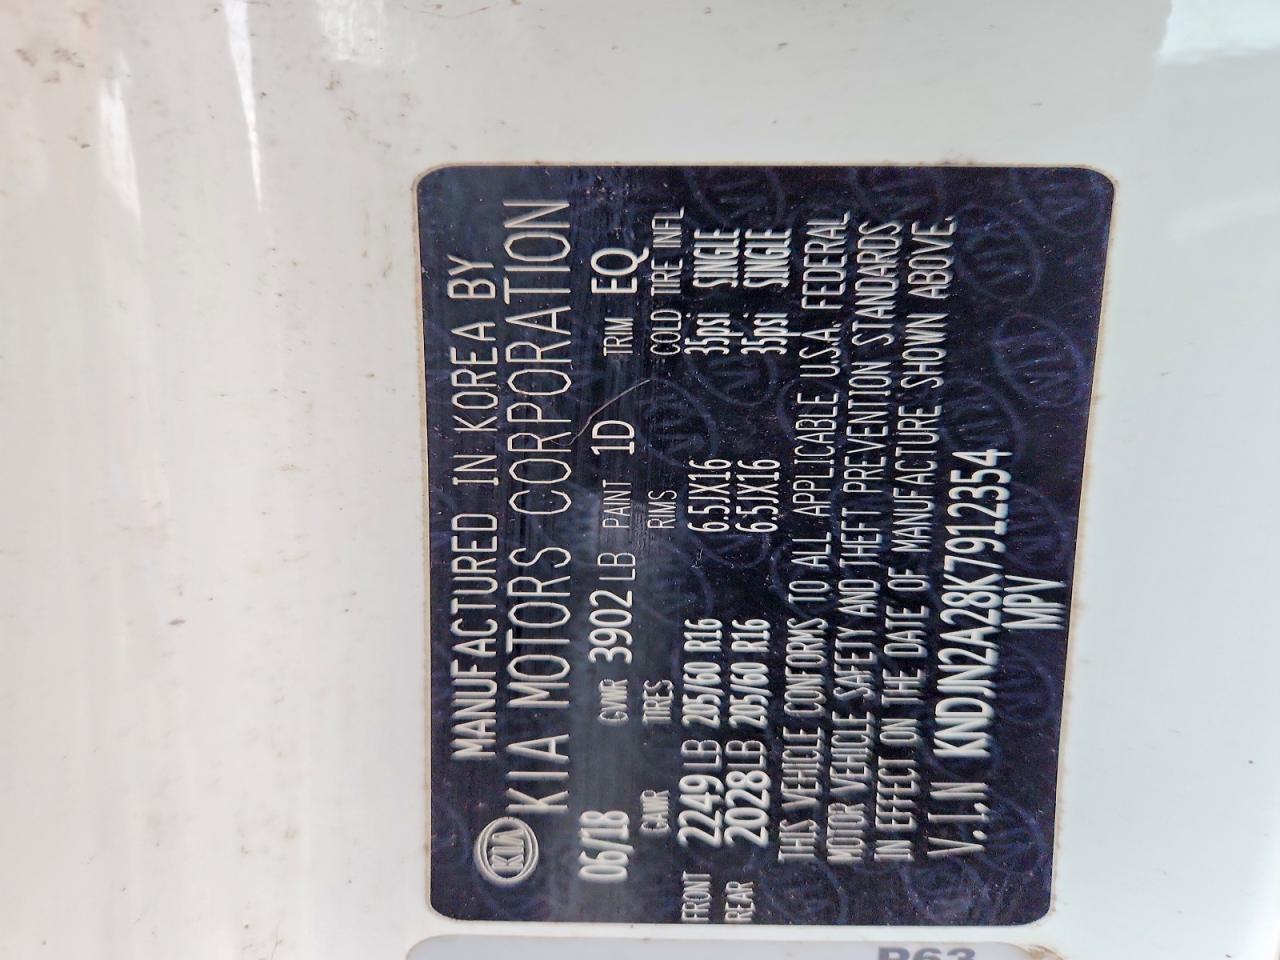 KIA
MANUFACTURED IN KOREA BY
KIA MOTORS CORPORATION
06/18 GVWR 3902 LB PAINT 1D TRIM EQ
GAWR TIRES RIMS COLD TIRE INFL
FRONT 2249 LB 205/60 R16 6.5JX16 35psi SINGLE
REAR 2028 LB 205/60 R16 6.5JX16 35psi SINGLE
THIS VEHICLE CONFORMS TO ALL APPLICABLE U.S.A. FEDERAL
MOTOR VEHICLE SAFETY AND THEFT PREVENTION STANDARDS
IN EFFECT ON THE DATE OF MANUFACTURE SHOWN ABOVE.
V.I.N KNDJN2A28K7912354
MPV